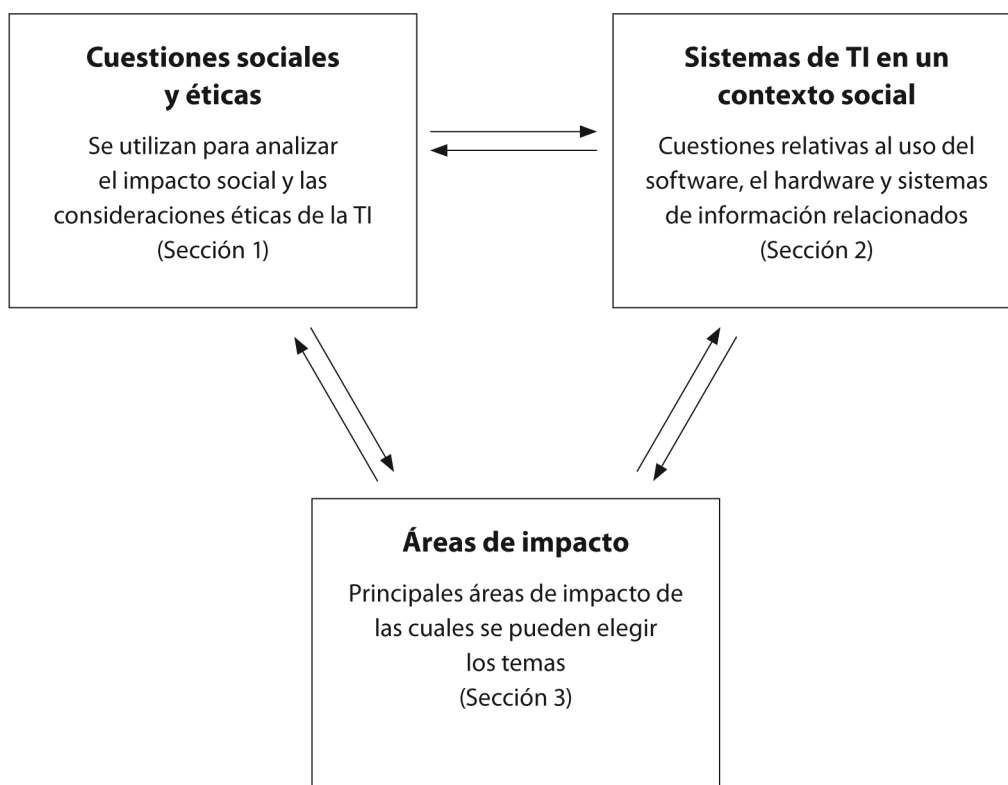 Cuestiones sociales
y éticas
Se utilizan para analizar
el impacto social y las
consideraciones éticas de la TI
(Sección 1)
Sistemas de TI en un
contexto social
Cuestiones relativas al uso del
software, el hardware y sistemas
de información relacionados
(Sección 2)
Áreas de impacto
Principales áreas de impacto de
las cuales se pueden elegir
los temas
(Sección 3)